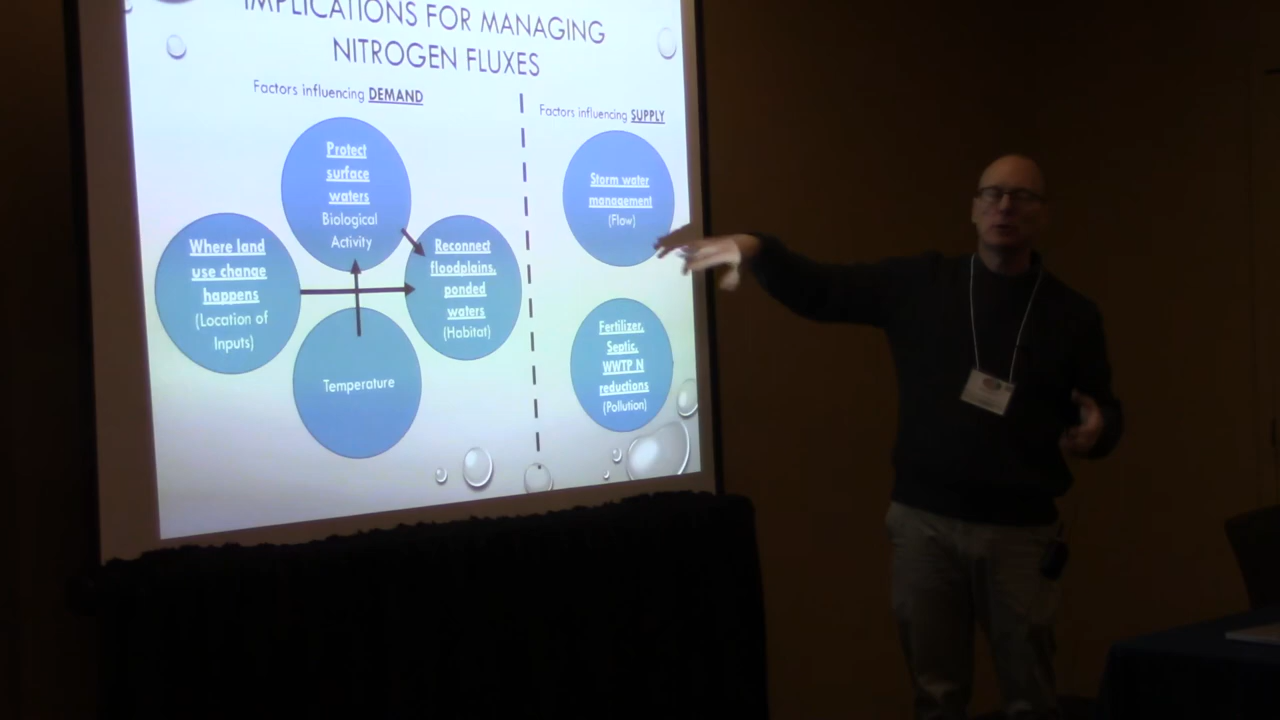 IMPLICATIONS FOR MANAGING
NITROGEN FLUXES
Factors influencing DEMAND
Protect
surface
waters
Biological
Activity
Where land
use change
happens
(Location of
Inputs)
Reconnect
floodplains,
ponded
waters
(Habitat)
Temperature
Factors influencing SUPPLY
Storm water
management
(Flow)
Fertilizer,
Septic,
WWTP N
reductions
(Pollution)